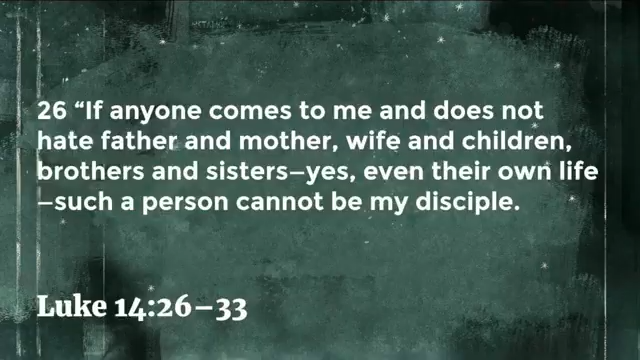 26 “If anyone comes to me and does not
hate father and mother, wife and children,
brothers and sisters—yes, even their own life
—such a person cannot be my disciple.
Luke 14:26–33